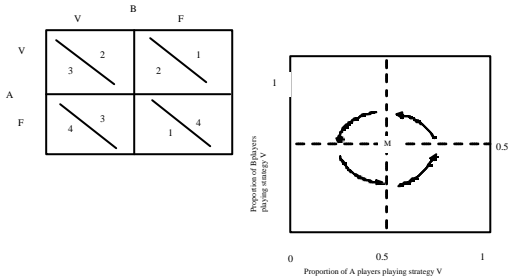 B
V F
V 2 1
3 2
A
F 3 4
4 1
1
M
0.5
Proportion of B players
playing strategy V
0 0.5 1
Proportion of A players playing strategy V